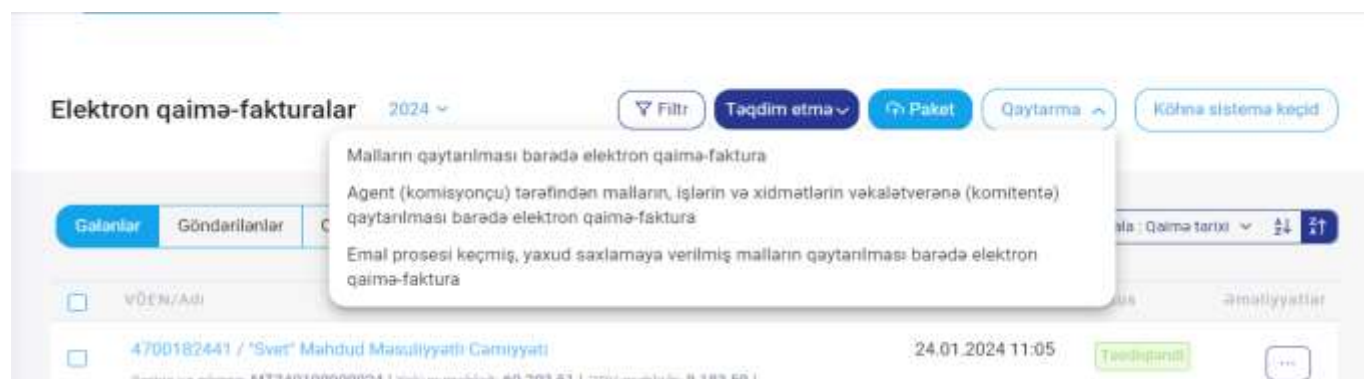 Elektron qaimə-fakturalar 2024 Filtr Təqdim etmə Paket Qaytarma Köhnə sistemə keçid
Malların qaytarılması barədə elektron qaimə-faktura
Agent (komisyonçu) tərəfindən malların, işlərin və xidmətlərin vəkalətverənə (komitentə)
qaytarılması barədə elektron qaimə-faktura
Gələnlər Göndərilənlər ala : Qaimə tarixi
Emal prosesi keçmiş, yaxud saxlamaya verilmiş malların qaytarılması barədə elektron
qaimə-faktura
VÖEN/Adı Əməliyyatlar
4700182441 / "Svet" Məhdud Məsuliyyətli Cəmiyyəti 24.01.2024 11:05 Təsdiqləndi